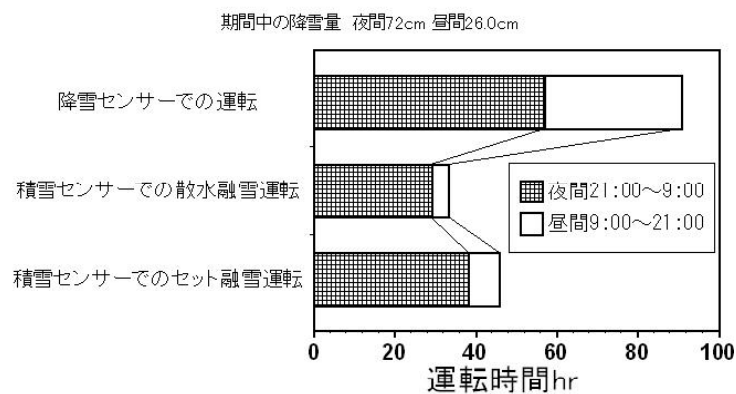 期間中の降雪量 夜間72cm 昼間26.0cm
降雪センサーでの運転
積雪センサーでの散水融雪運転
積雪センサーでのセット融雪運転
夜間21:00～9:00
昼間9:00～21:00
0 20 40 60 80 100
運転時間hr